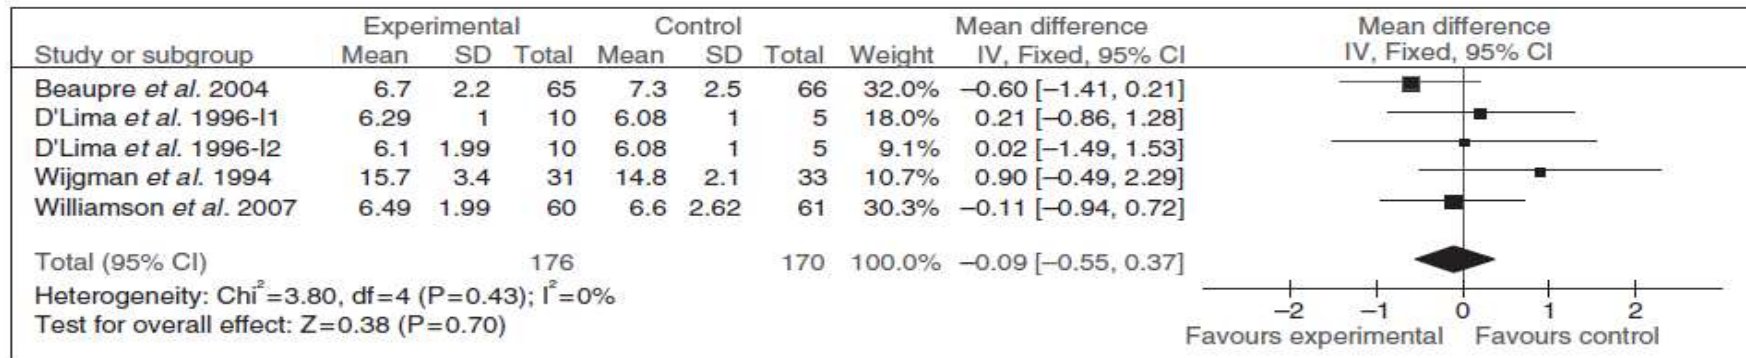 Experimental Control Mean difference Mean difference
Study or subgroup Mean SD Total Mean SD Total Weight IV, Fixed, 95% CI IV, Fixed, 95% CI
Beaupre et al. 2004 6.7 2.2 65 7.3 2.5 66 32.0% −0.60 [−1.41, 0.21]
D'Lima et al. 1996-I1 6.29 1 10 6.08 1 5 18.0% 0.21 [−0.86, 1.28]
D'Lima et al. 1996-I2 6.1 1.99 10 6.08 1 5 9.1% 0.02 [−1.49, 1.53]
Wijgman et al. 1994 15.7 3.4 31 14.8 2.1 33 10.7% 0.90 [−0.49, 2.29]
Williamson et al. 2007 6.49 1.99 60 6.6 2.62 61 30.3% −0.11 [−0.94, 0.72]
Total (95% CI) 176 170 100.0% −0.09 [−0.55, 0.37]
Heterogeneity: Chi²=3.80, df=4 (P=0.43); I²=0%
Test for overall effect: Z=0.38 (P=0.70)
−2 −1 0 1 2
Favours experimental Favours control